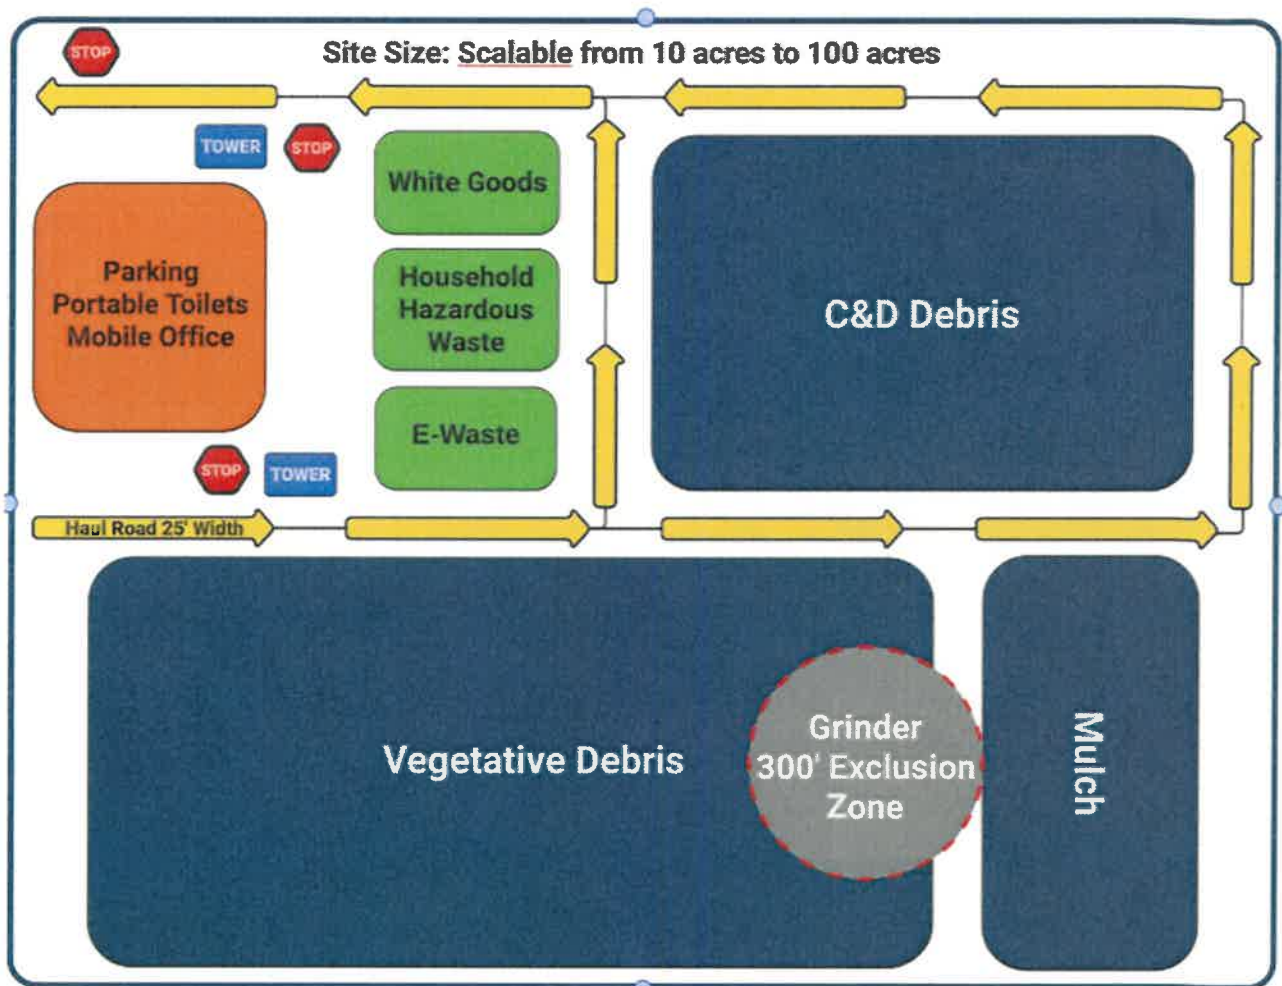 STOP
Site Size: Scalable from 10 acres to 100 acres
TOWER
STOP
White Goods
Parking
Portable Toilets
Mobile Office
Household
Hazardous
Waste
C&D Debris
E-Waste
STOP
TOWER
Haul Road 25' Width
Vegetative Debris
Grinder
300' Exclusion
Zone
Mulch